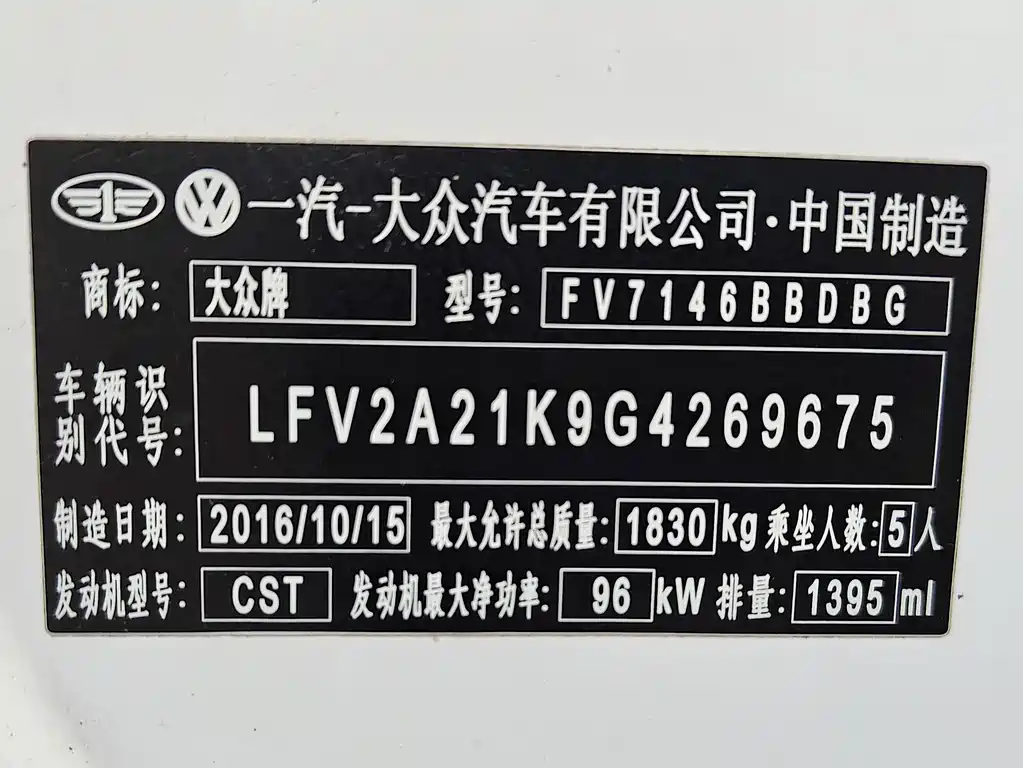 一汽-大众汽车有限公司·中国制造
商标: 大众牌 型号: FV7146BBDBG
车辆识别代号: LFV2A21K9G4269675
制造日期: 2016/10/15 最大允许总质量: 1830 kg 乘坐人数: 5 人
发动机型号: CST 发动机最大净功率: 96 kW 排量: 1395 ml